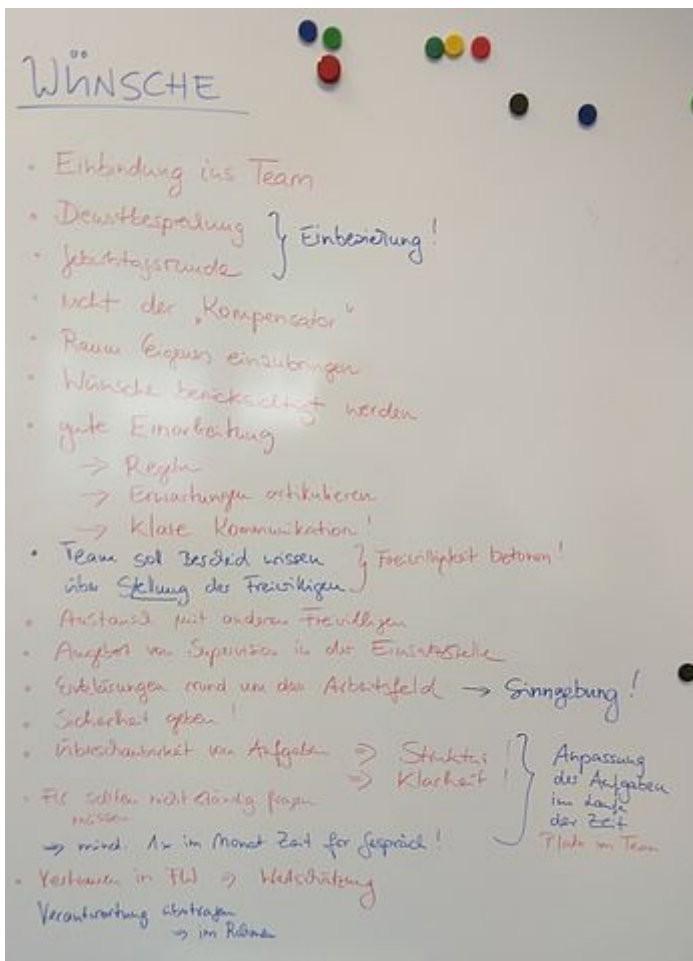 WÜNSCHE
• Einbindung ins Team
• Dienstbesprechung } Einbeziehung!
• Geburtstagsrunde
• nicht der „Kompensator“
• Raum Eigenes einzubringen
• Wünsche berücksichtigt werden
• gute Einarbeitung
→ Regeln
→ Erwartungen artikulieren
→ Klare Kommunikation!
• Team soll Bescheid wissen } Freiwilligkeit betonen!
über Stellung der Freiwilligen
• Austausch mit anderen Freiwilligen
• Angebot von Supervision in der Einsatzstelle
• Erklärungen rund um das Arbeitsfeld → Sinngebung!
• Sicherheit geben!
• Überschaubarkeit von Aufgaben ⇒ Struktur! } Anpassung
⇒ Klarheit! der Aufgaben
• sollten nicht ständig fragen im Laufe
müssen der Zeit
⇒ mind. 1x im Monat Zeit für Gespräch! im Team
• Vertrauen in FW ⇒ Wertschätzung
Verantwortung übertragen
⇒ im Rahmen